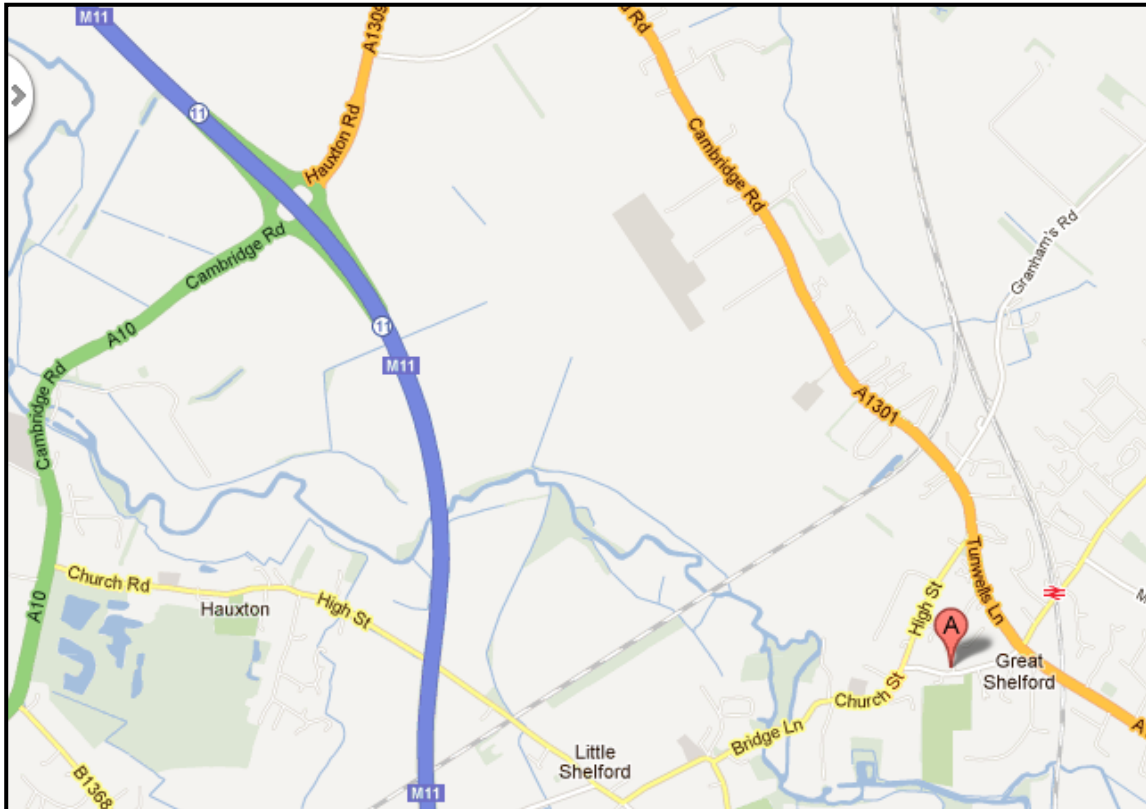 M11
A1309
d Rd
11
Hauxton Rd
Cambridge Rd
Cambridge Rd
Granham's Rd
A10
11
M11
Cambridge Rd
A1301
Cambridge Rd
Tunwells Ln
Church Rd
A10
Hauxton
High St
High St
M
A
Great
Shelford
Church St
Bridge Ln
A
Little
Shelford
B1368
M11